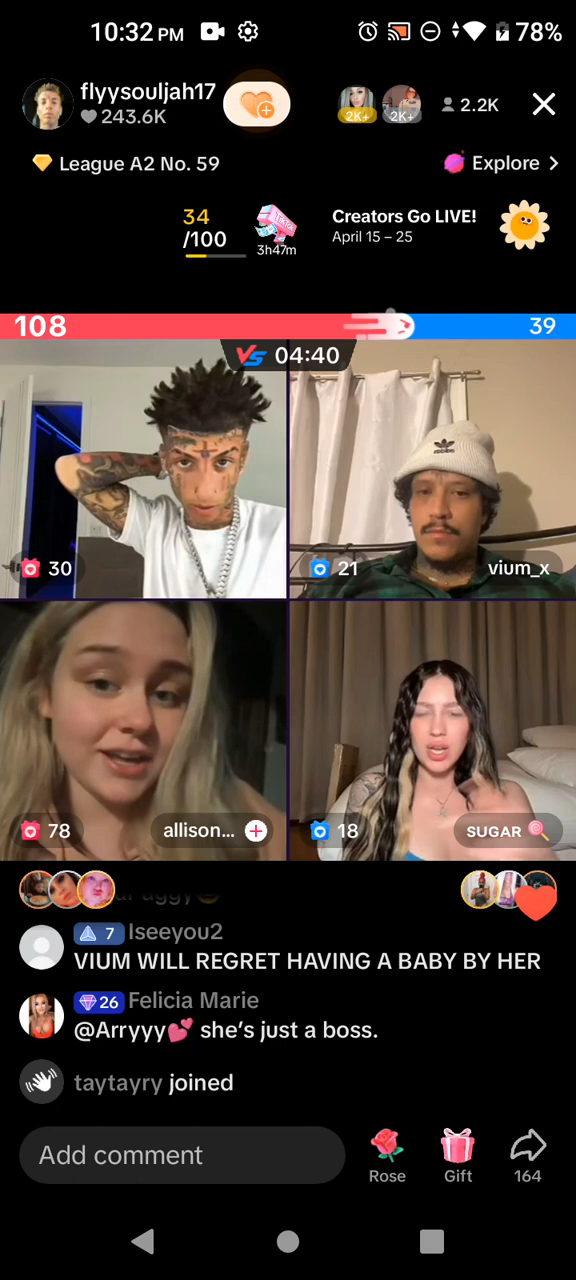 10:32 PM
78%
flyysouljah17
243.6K
2K+
2K+
2.2K
League A2 No. 59
Explore >
34
/100
TikTok
3h47m
Creators Go LIVE!
April 15 – 25
108
39
VS 04:40
adidas
30
21
vium_x
78
allison...
18
SUGAR 🍭
7 Iseeyou2
VIUM WILL REGRET HAVING A BABY BY HER
26 Felicia Marie
@Arryyy💕 she's just a boss.
taytayry joined
Add comment
Rose
Gift
164